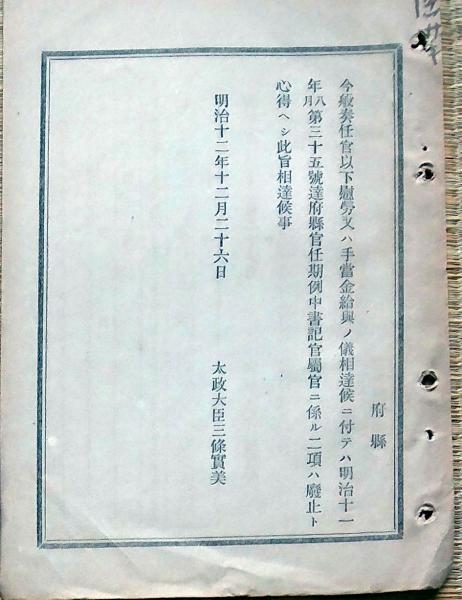 府縣
今般奏任官以下慰勞又ハ手當金給與ノ儀相達候ニ付テハ明治十一
年八月第三十五號達府縣官任期例中書記官屬官ニ係ル二項ハ廢止ト
心得ヘシ此旨相達候事
明治十二年十二月二十六日
太政大臣三條實美